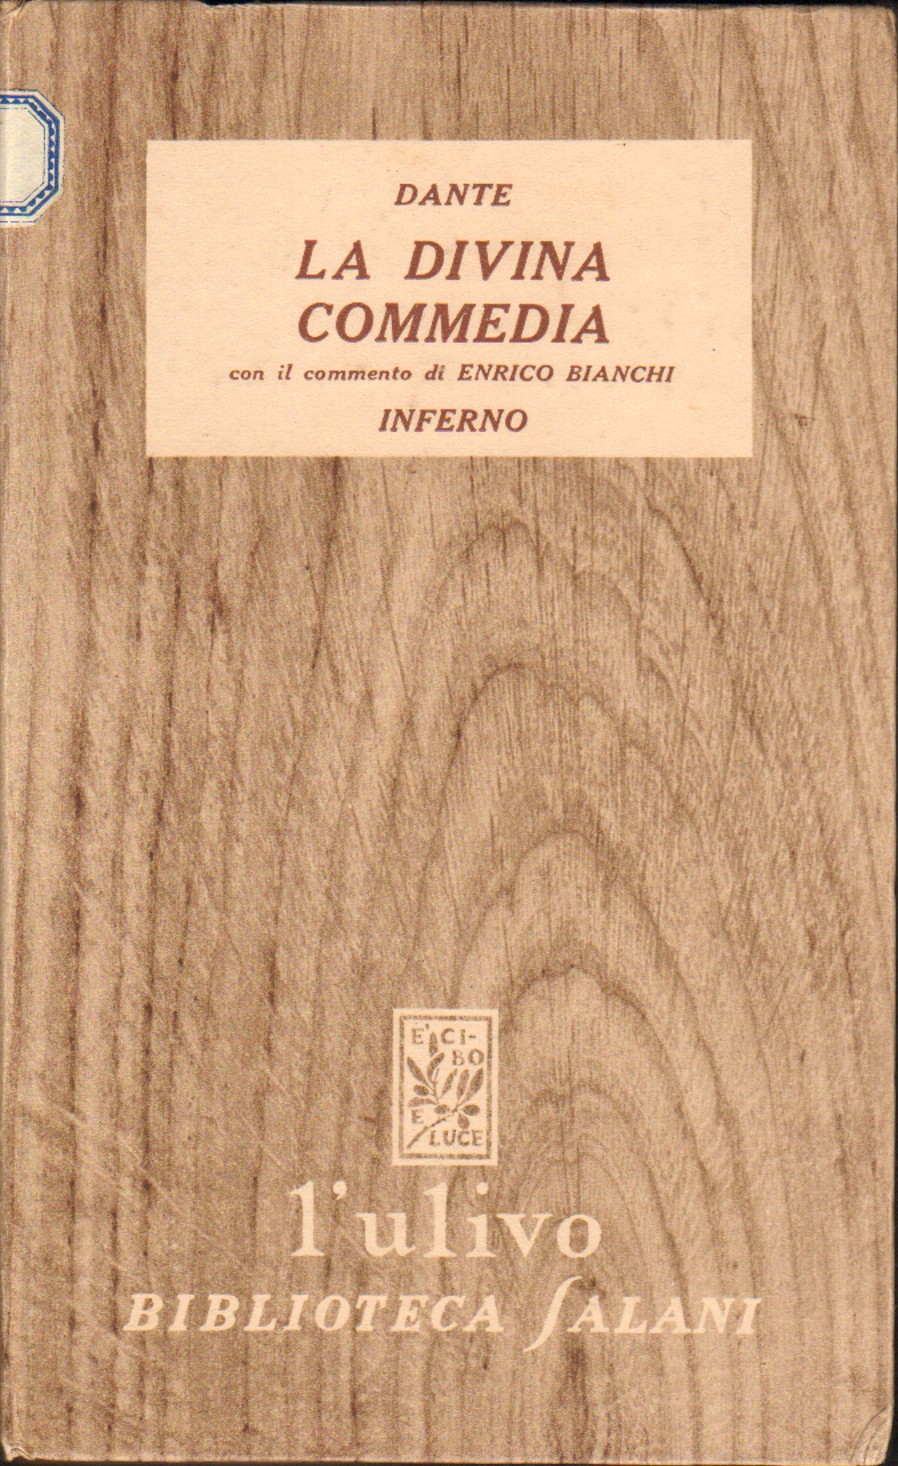 DANTE
LA DIVINA
COMMEDIA
con il commento di ENRICO BIANCHI
INFERNO
E' CI-
BO
E
LUCE
l'ulivo
BIBLIOTECA SALANI